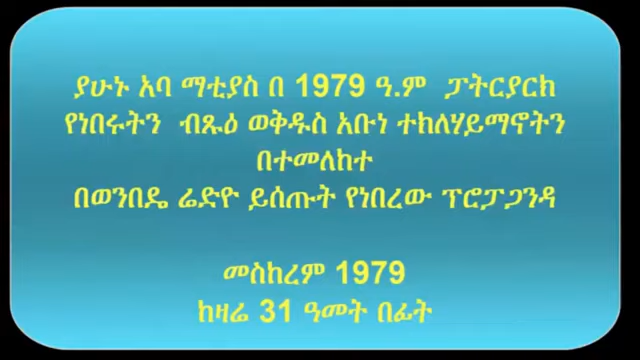 ያሁኑ አባ ማቲያስ በ 1979 ዓ.ም ፓትርያርክ
የነበሩትን ብጹዕ ወቅዱስ አቡነ ተክለሃይማኖትን
በተመለከተ
በወንበዴ ሬድዮ ይሰጡት የነበረው ፕሮፓጋንዳ
መስከረም 1979
ከዛሬ 31 ዓመት በፊት